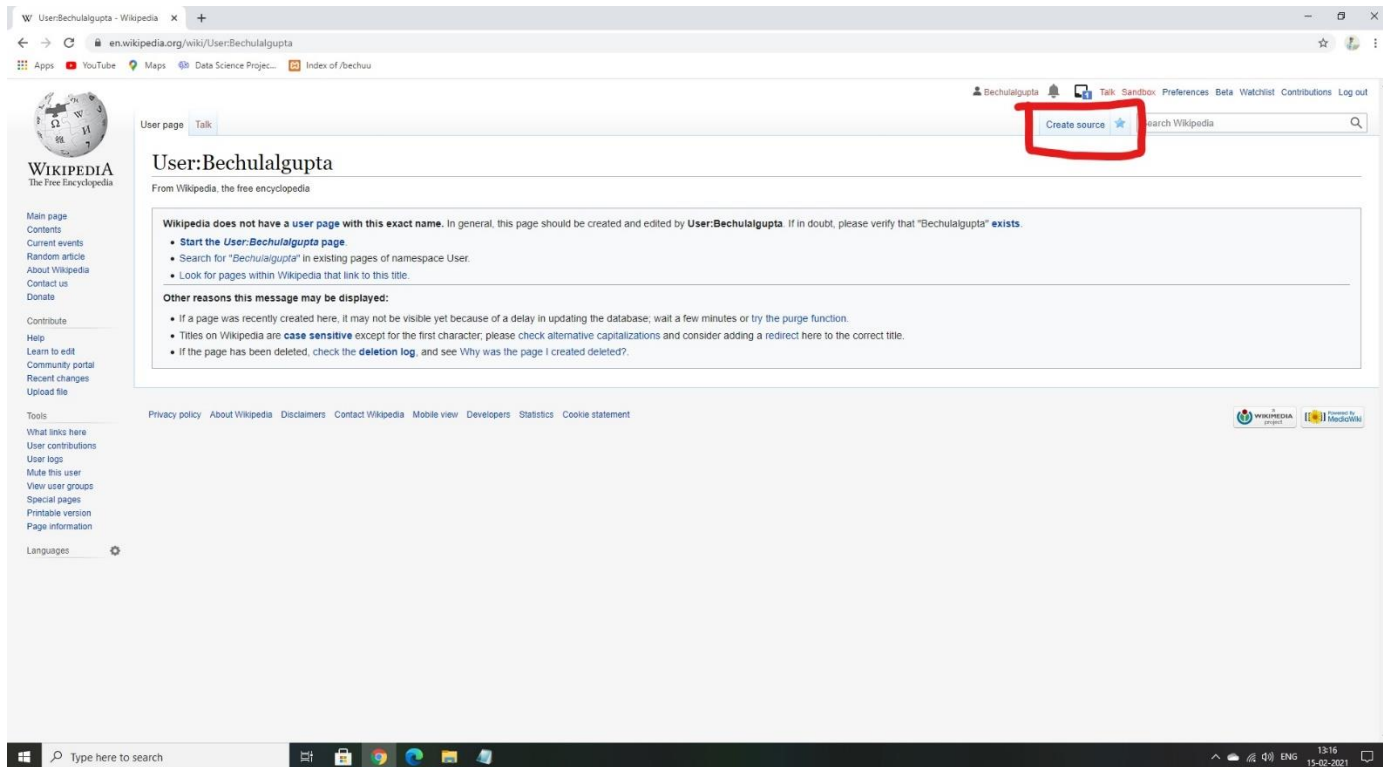 User:Bechulalgupta - Wikipedia
en.wikipedia.org/wiki/User:Bechulalgupta
Apps YouTube Maps Data Science Projec... Index of /bechuu
Bechulalgupta Talk Sandbox Preferences Beta Watchlist Contributions Log out
User page Talk Create source Search Wikipedia
WIKIPEDIA
The Free Encyclopedia
Main page
Contents
Current events
Random article
About Wikipedia
Contact us
Donate
Contribute
Help
Learn to edit
Community portal
Recent changes
Upload file
Tools
What links here
User contributions
User logs
Mute this user
View user groups
Special pages
Printable version
Page information
Languages
User:Bechulalgupta
From Wikipedia, the free encyclopedia
Wikipedia does not have a user page with this exact name. In general, this page should be created and edited by User:Bechulalgupta. If in doubt, please verify that "Bechulalgupta" exists.
• Start the User:Bechulalgupta page.
• Search for "Bechulalgupta" in existing pages of namespace User.
• Look for pages within Wikipedia that link to this title.
Other reasons this message may be displayed:
• If a page was recently created here, it may not be visible yet because of a delay in updating the database; wait a few minutes or try the purge function.
• Titles on Wikipedia are case sensitive except for the first character; please check alternative capitalizations and consider adding a redirect here to the correct title.
• If the page has been deleted, check the deletion log, and see Why was the page I created deleted?.
Privacy policy About Wikipedia Disclaimers Contact Wikipedia Mobile view Developers Statistics Cookie statement
A WIKIMEDIA project
Powered By MediaWiki
Type here to search
ENG
13:16
15-02-2021